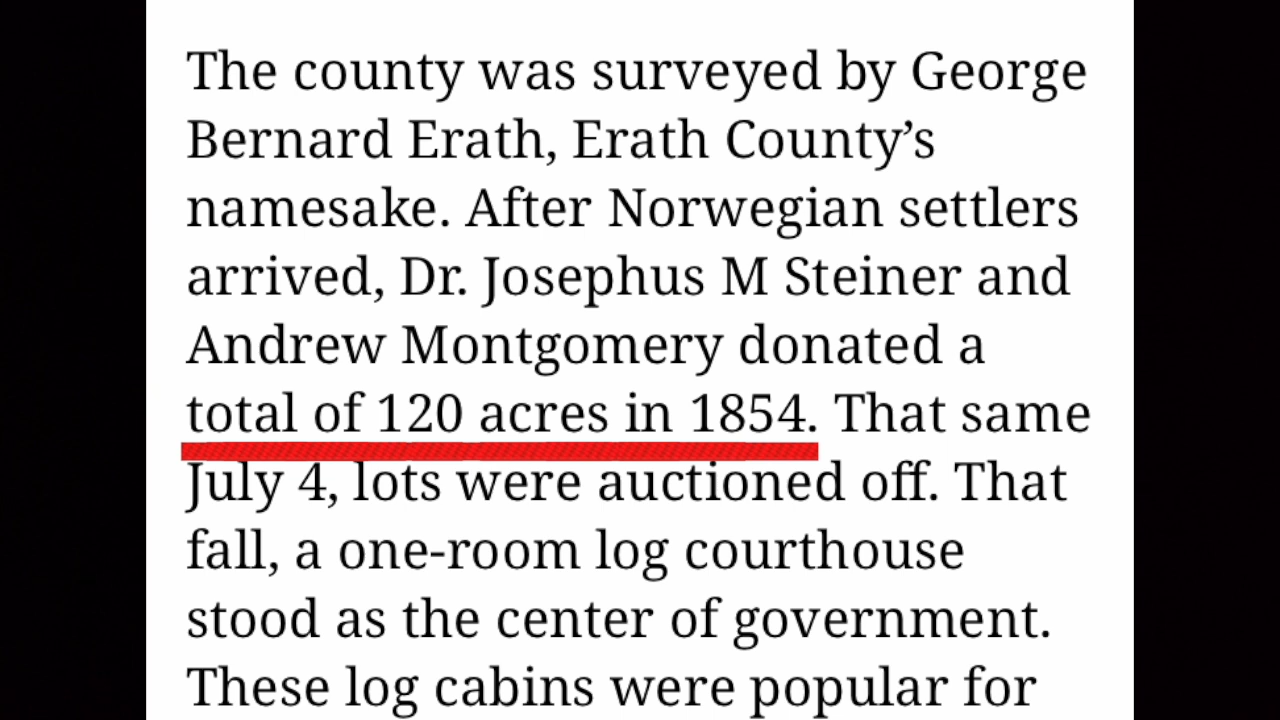 The county was surveyed by George
Bernard Erath, Erath County’s
namesake. After Norwegian settlers
arrived, Dr. Josephus M Steiner and
Andrew Montgomery donated a
total of 120 acres in 1854. That same
July 4, lots were auctioned off. That
fall, a one-room log courthouse
stood as the center of government.
These log cabins were popular for